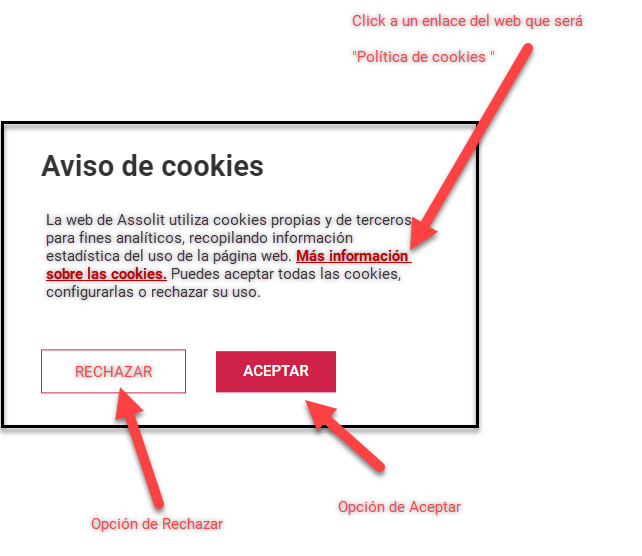 Click a un enlace del web que será
"Política de cookies "
Aviso de cookies
La web de Assolit utiliza cookies propias y de terceros
para fines analíticos, recopilando información
estadística del uso de la página web. Más información
sobre las cookies. Puedes aceptar todas las cookies,
configurarlas o rechazar su uso.
RECHAZAR
ACEPTAR
Opción de Aceptar
Opción de Rechazar